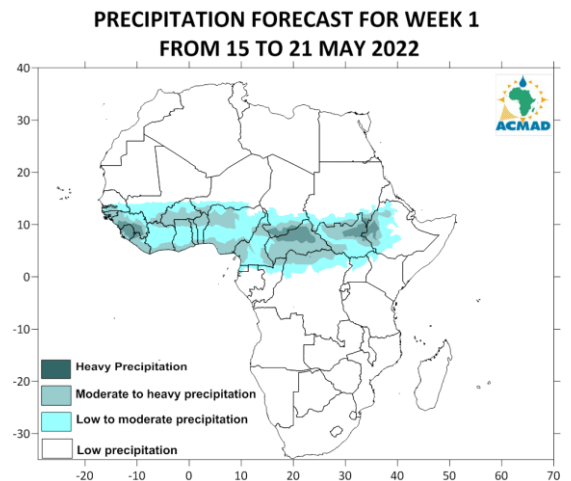 PRECIPITATION FORECAST FOR WEEK 1
FROM 15 TO 21 MAY 2022
ACMAD
40
30
20
10
0
-10
-20
-30
Heavy Precipitation
Moderate to heavy precipitation
Low to moderate precipitation
Low precipitation
-20 -10 0 10 20 30 40 50 60 70